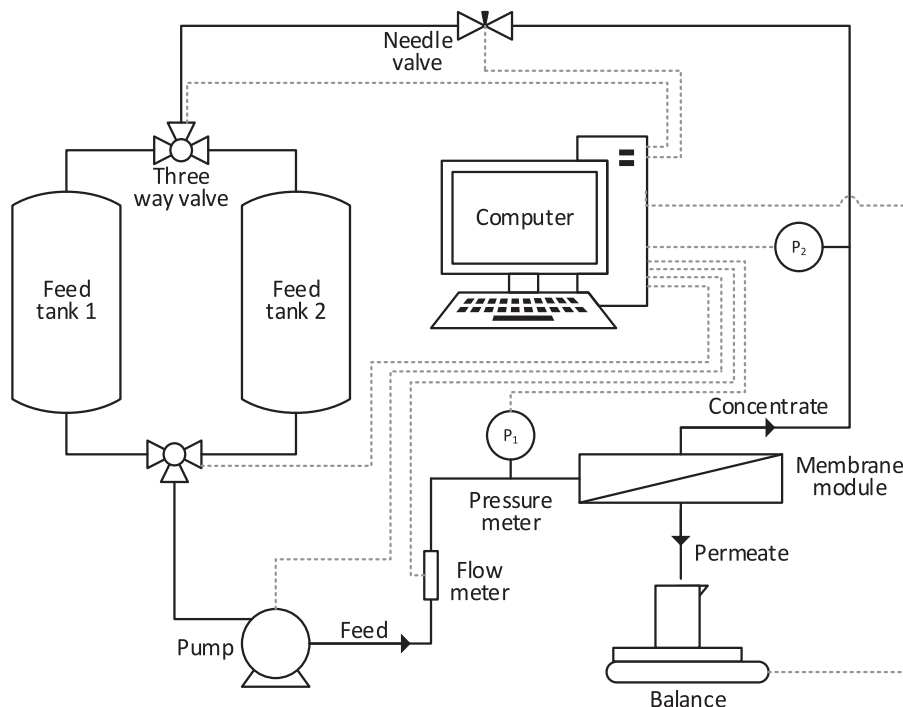 Needle
valve
Three
way valve
Computer
P2
Feed
tank 1
Feed
tank 2
Concentrate
P1
Membrane
module
Pressure
meter
Permeate
Flow
meter
Feed
Pump
Balance